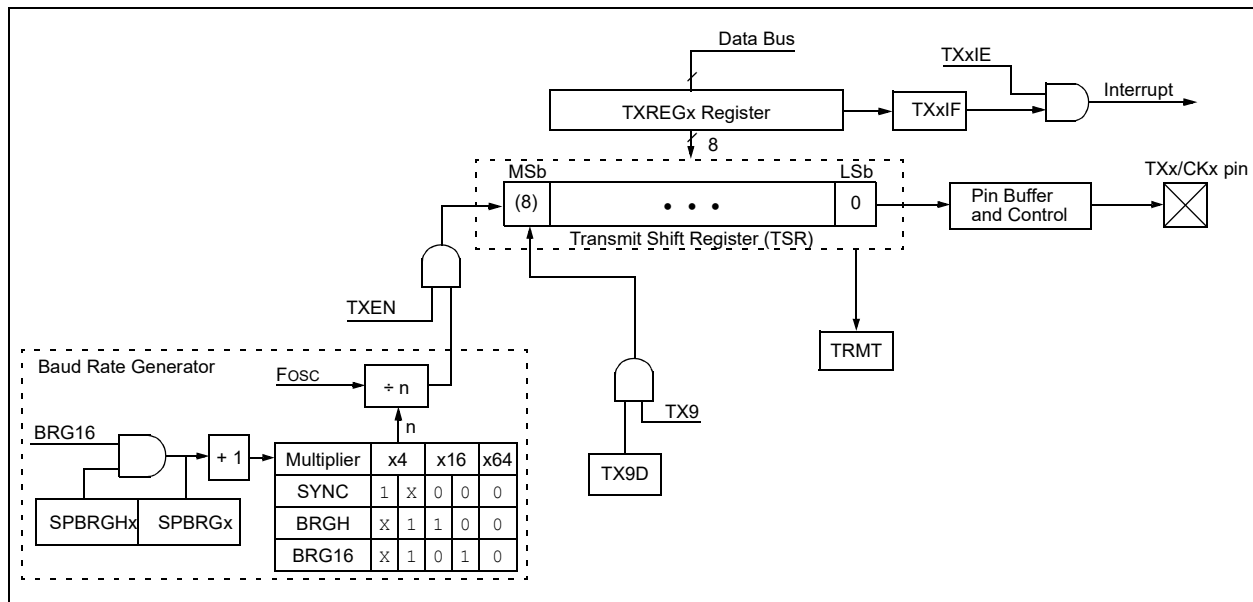 Data Bus
TXxIE
Interrupt
TXREGx Register
TXxIF
8
MSb
LSb
TXx/CKx pin
(8)
• • •
0
Pin Buffer
and Control
Transmit Shift Register (TSR)
TXEN
TRMT
Baud Rate Generator
FOSC
÷ n
TX9
n
BRG16
+ 1
Multiplier x4 x16 x64
TX9D
SYNC 1 X 0 0 0
SPBRGHx SPBRGx
BRGH X 1 1 0 0
BRG16 X 1 0 1 0